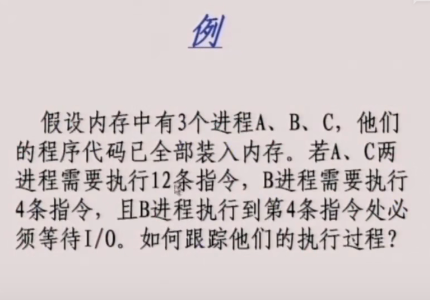 例
假设内存中有3个进程A、B、C，他们
的程序代码已全部装入内存。若A、C两
进程需要执行12条指令，B进程需要执行
4条指令，且B进程执行到第4条指令处必
须等待I/O。如何跟踪他们的执行过程？